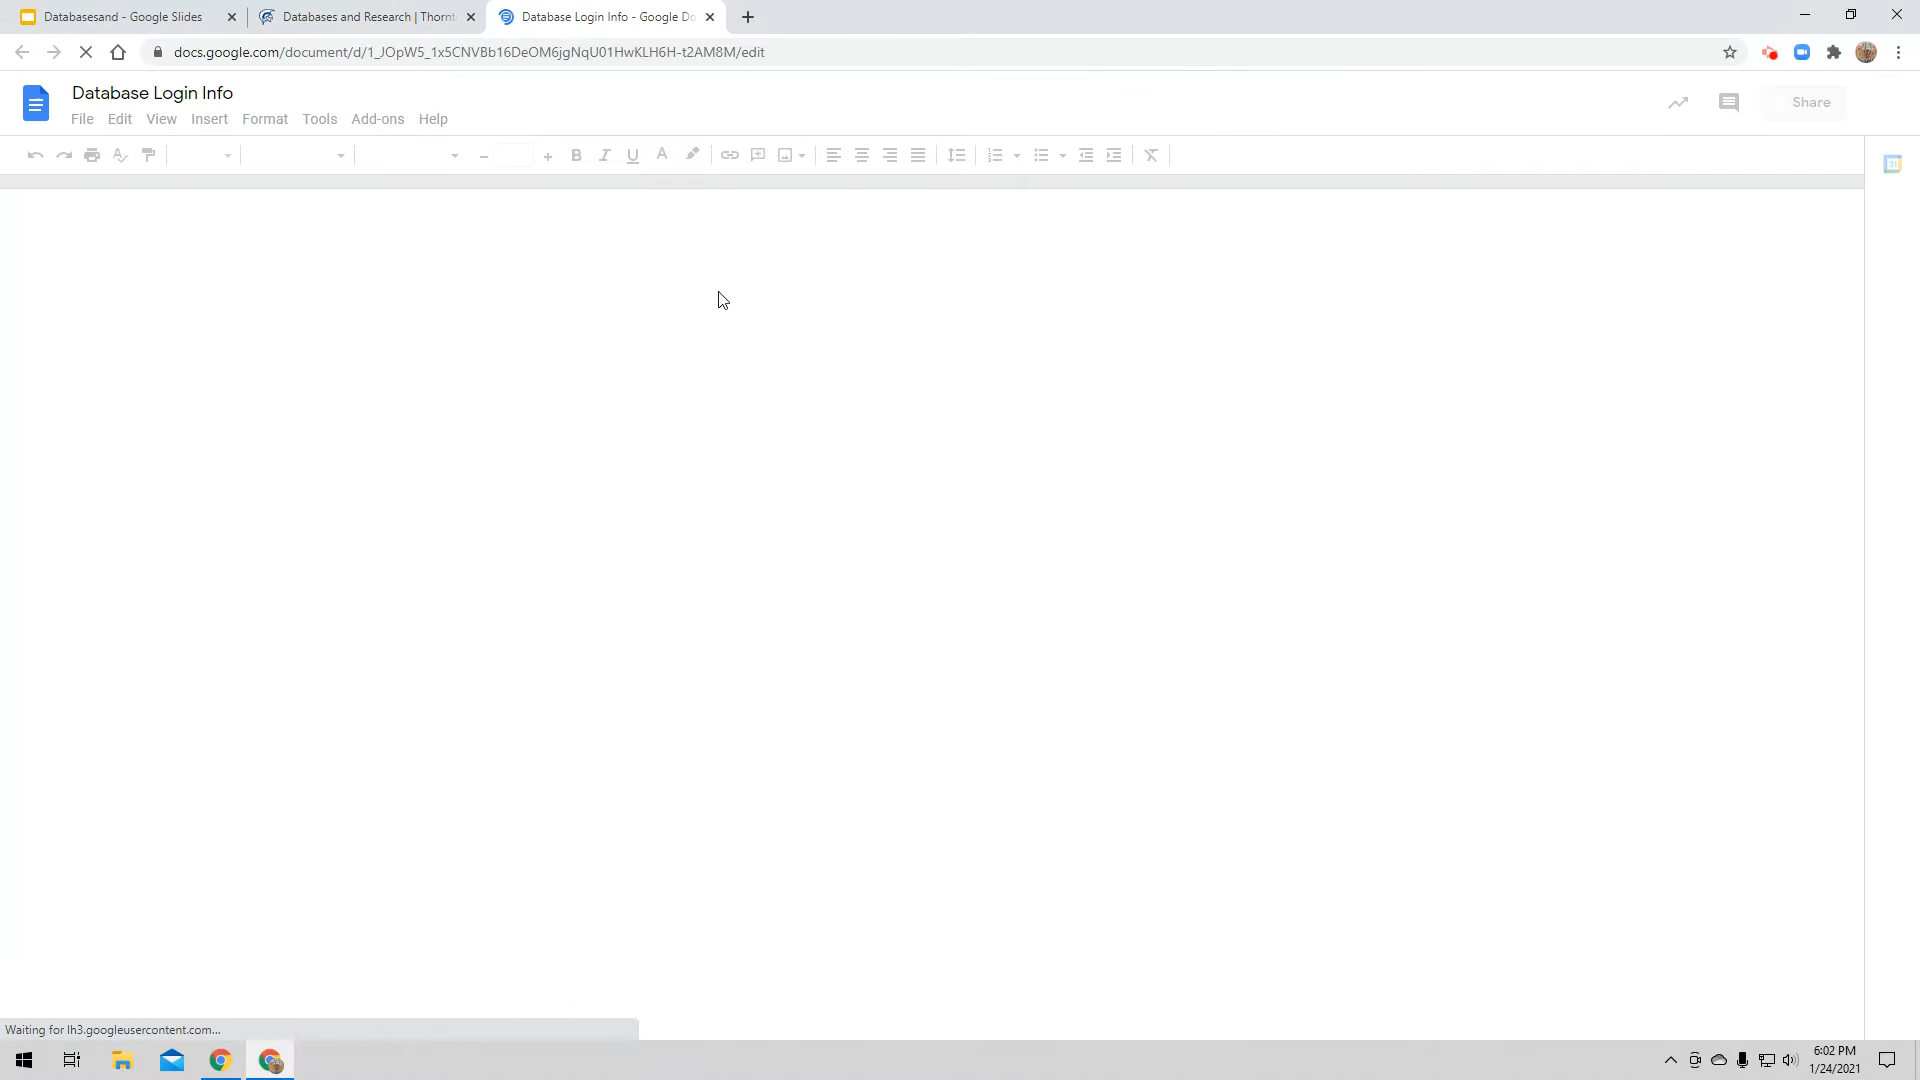 Databasesand - Google Slides
Databases and Research | Thornt
Database Login Info - Google Do
docs.google.com/document/d/1_JOpW5_1x5CNVBb16DeOM6jgNqU01HwKLH6H-t2AM8M/edit
Database Login Info
File Edit View Insert Format Tools Add-ons Help
Share
31
Waiting for lh3.googleusercontent.com...
6:02 PM
1/24/2021